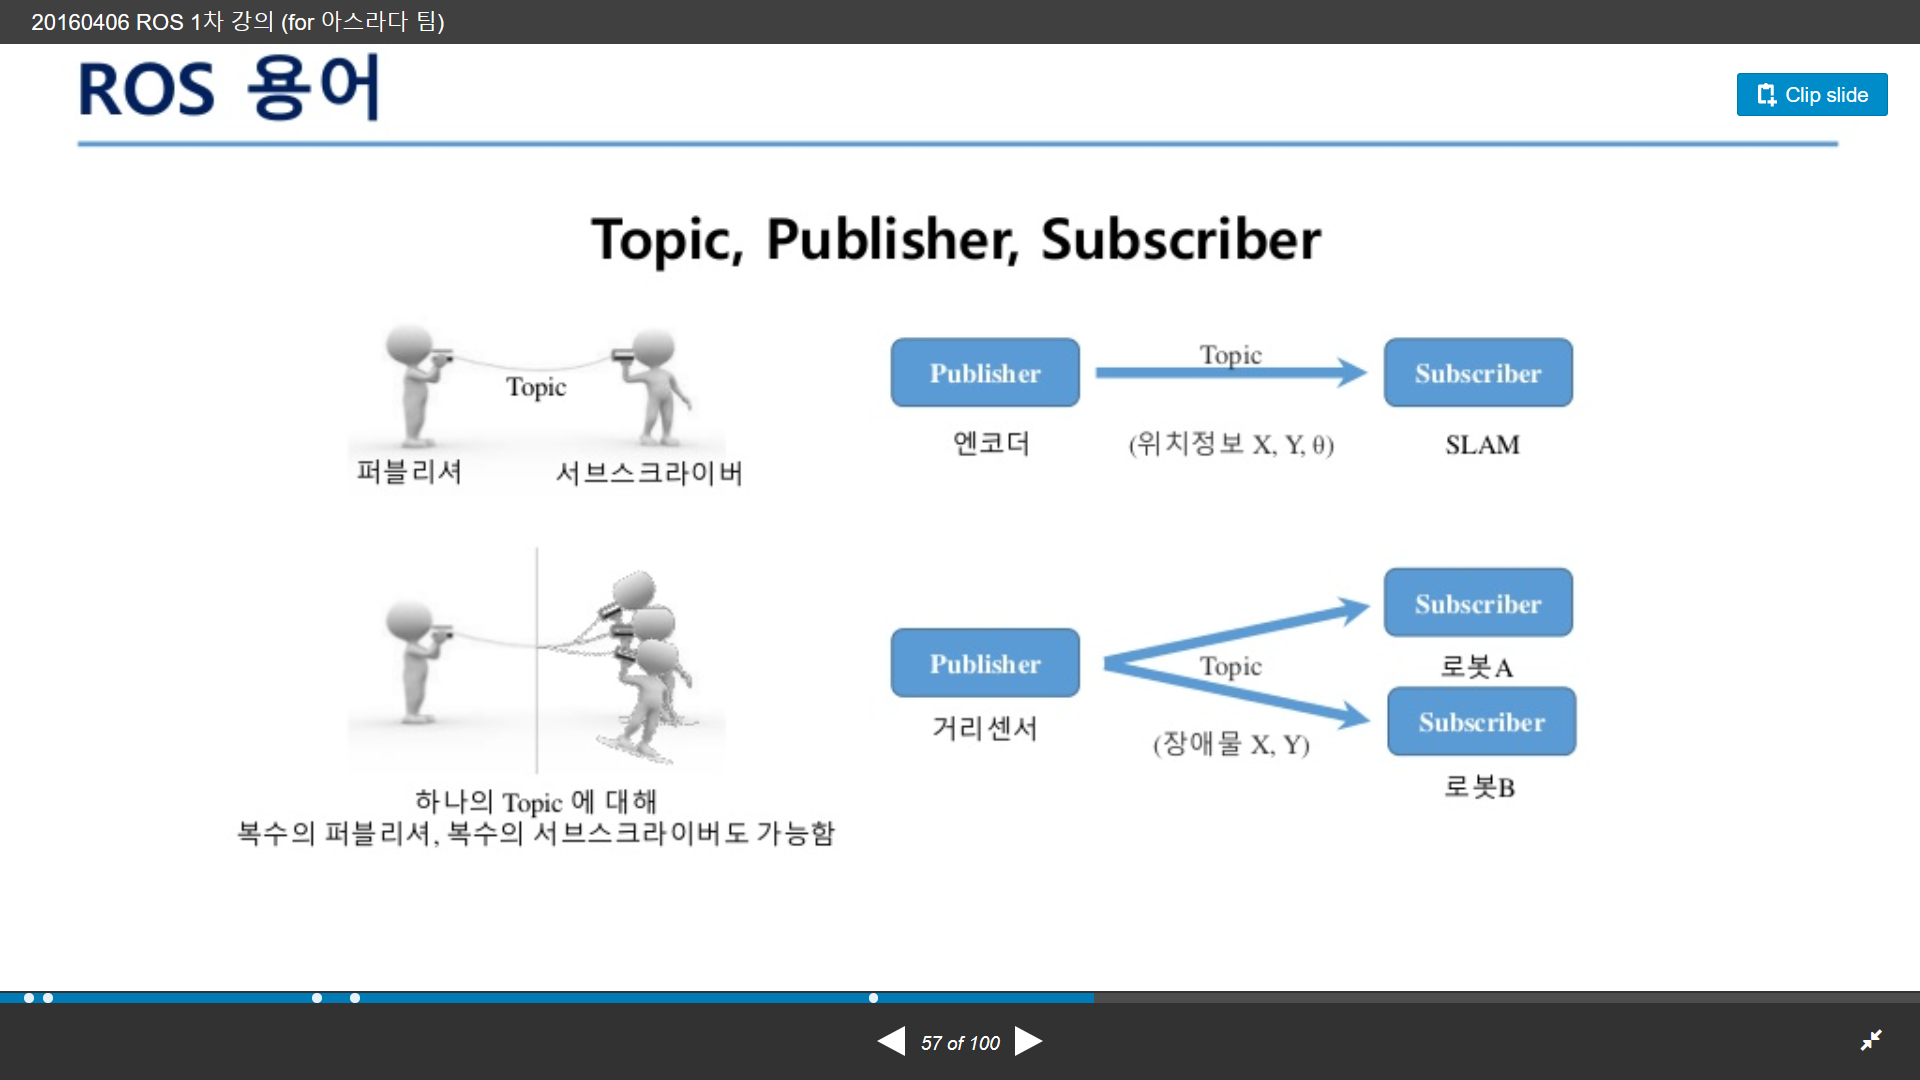 20160406 ROS 1차 강의 (for 아스라다 팀)
ROS 용어
Clip slide
Topic, Publisher, Subscriber
Topic
퍼블리셔
서브스크라이버
Publisher
Topic
Subscriber
엔코더
(위치정보 X, Y, θ)
SLAM
하나의 Topic 에 대해
복수의 퍼블리셔, 복수의 서브스크라이버도 가능함
Publisher
거리센서
Topic
(장애물 X, Y)
Subscriber
로봇A
Subscriber
로봇B
57 of 100